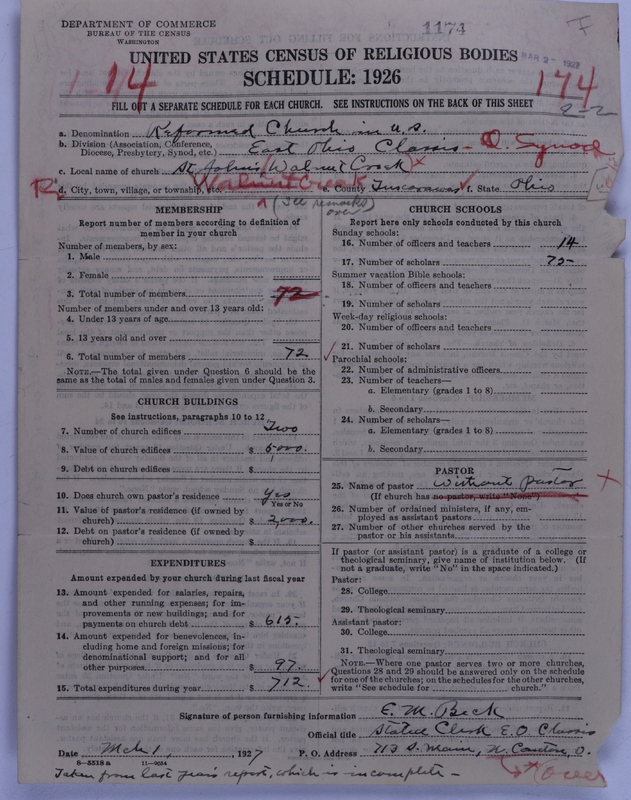 DEPARTMENT OF COMMERCE
BUREAU OF THE CENSUS
WASHINGTON
1174
UNITED STATES CENSUS OF RELIGIOUS BODIES
MAR 2- 1927
SCHEDULE: 1926
14
174
FILL OUT A SEPARATE SCHEDULE FOR EACH CHURCH. SEE INSTRUCTIONS ON THE BACK OF THIS SHEET
2-2
a. Denomination Reformed Church in U.S.
b. Division (Association, Conference, Diocese, Presbytery, Synod, etc.) East Ohio Classis - O. Synod
c. Local name of church St. John's (Walnut Creek) x
R. d. City, town, village, or township, etc. Walnut Creek e. County Tuscarawas f. State Ohio
(See remarks over)
MEMBERSHIP
Report number of members according to definition of member in your church
Number of members, by sex:
1. Male
2. Female
3. Total number of members 72
Number of members under and over 13 years old:
4. Under 13 years of age
5. 13 years old and over
6. Total number of members 72
NOTE.—The total given under Question 6 should be the same as the total of males and females given under Question 3.
CHURCH BUILDINGS
See instructions, paragraphs 10 to 12
7. Number of church edifices Two
8. Value of church edifices $ 5,000.
9. Debt on church edifices $
10. Does church own pastor's residence Yes
Yes or No
11. Value of pastor's residence (if owned by church) $ 2,000.
12. Debt on pastor's residence (if owned by church) $
EXPENDITURES
Amount expended by your church during last fiscal year
13. Amount expended for salaries, repairs, and other running expenses; for improvements or new buildings; and for payments on church debt $ 615-
14. Amount expended for benevolences, including home and foreign missions; for denominational support; and for all other purposes $ 97.
15. Total expenditures during year $ 712.
CHURCH SCHOOLS
Report here only schools conducted by this church
Sunday schools:
16. Number of officers and teachers 14
17. Number of scholars 75-
Summer vacation Bible schools:
18. Number of officers and teachers
19. Number of scholars
Week-day religious schools:
20. Number of officers and teachers
21. Number of scholars
Parochial schools:
22. Number of administrative officers
23. Number of teachers—
a. Elementary (grades 1 to 8)
b. Secondary
24. Number of scholars—
a. Elementary (grades 1 to 8)
b. Secondary
PASTOR
25. Name of pastor without pastor x
(If church has no pastor, write "None")
26. Number of ordained ministers, if any, employed as assistant pastors
27. Number of other churches served by the pastor or his assistants
If pastor (or assistant pastor) is a graduate of a college or theological seminary, give name of institution below. (If not a graduate, write "No" in the space indicated.)
Pastor:
28. College
29. Theological seminary
Assistant pastor:
30. College
31. Theological seminary
NOTE.—Where one pastor serves two or more churches, Questions 28 and 29 should be answered only on the schedule for one of the churches; on the schedules for the other churches, write "See schedule for ............ church."
Signature of person furnishing information E. M. Beck
Official title Stated Clerk E.O. Classis
Date Mch 1, 1927 P. O. Address 713 S. Main, N. Canton, O.
8—5518a 11—9034
Taken from last year's report, which is incomplete - (over